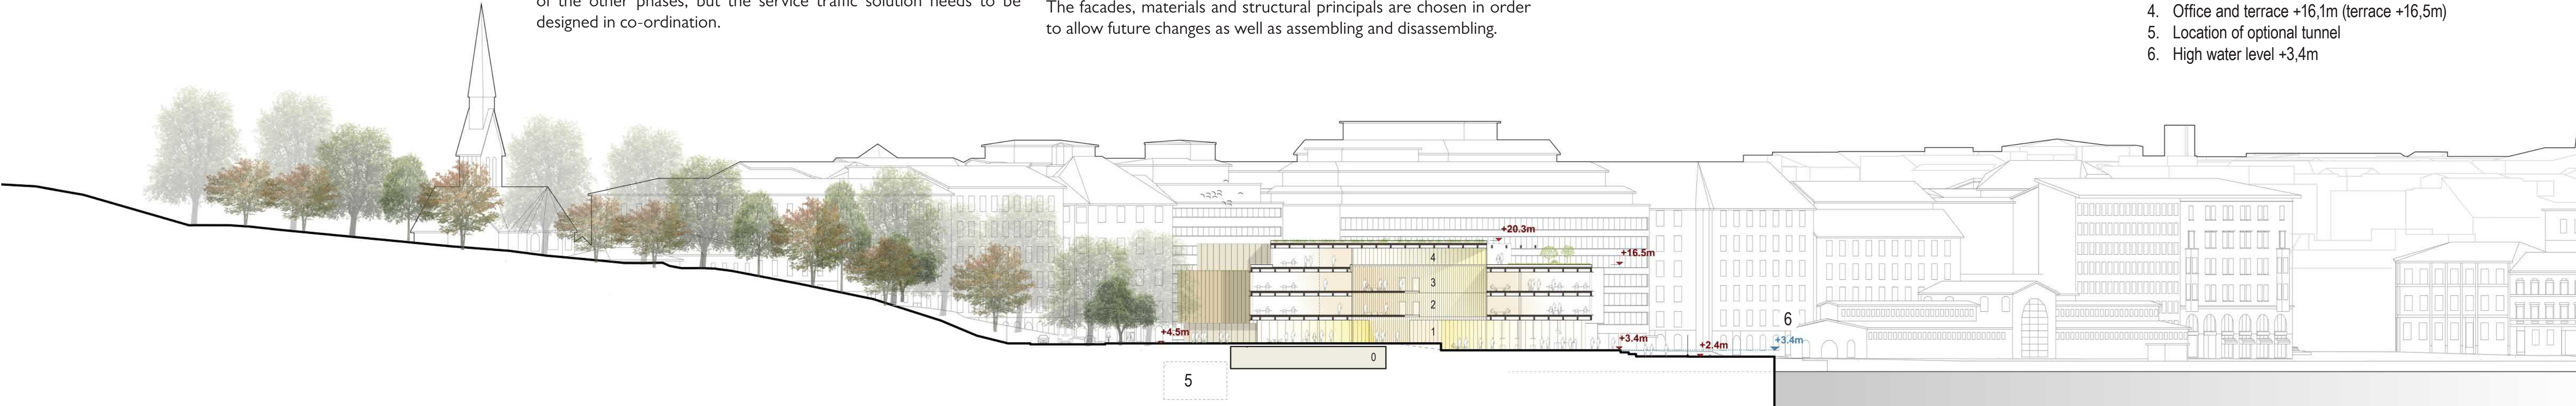 of the other phases, but the service traffic solution needs to be
designed in co-ordination.
The facades, materials and structural principals are chosen in order
to allow future changes as well as assembling and disassembling.
4. Office and terrace +16,1m (terrace +16,5m)
5. Location of optional tunnel
6. High water level +3,4m
+20.3m
+16.5m
4
3
2
1
0
+4.5m
+3.4m
+2.4m
6
+3.4m
5